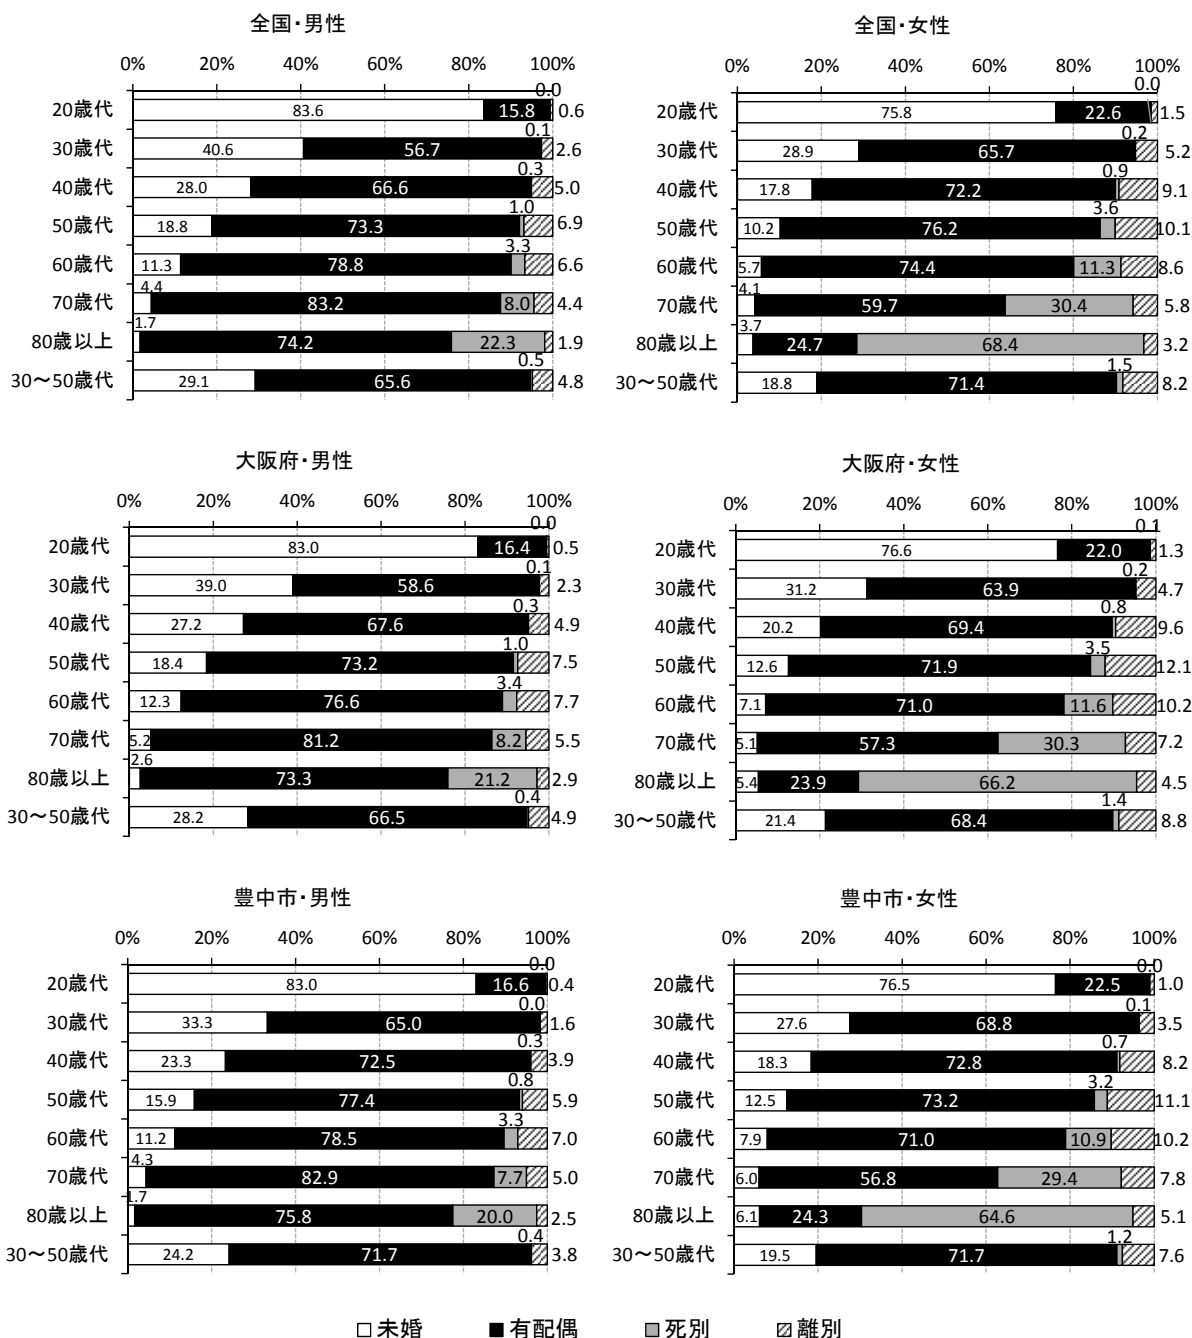 全国・男性
0% 20% 40% 60% 80% 100%
0.0
20歳代 83.6 15.8 0.6
0.1
30歳代 40.6 56.7 2.6
0.3
40歳代 28.0 66.6 5.0
1.0
50歳代 18.8 73.3 6.9
3.3
60歳代 11.3 78.8 6.6
4.4
70歳代 83.2 8.0 4.4
1.7
80歳以上 74.2 22.3 1.9
0.5
30～50歳代 29.1 65.6 4.8
全国・女性
0% 20% 40% 60% 80% 100%
0.0
20歳代 75.8 22.6 1.5
0.2
30歳代 28.9 65.7 5.2
0.9
40歳代 17.8 72.2 9.1
3.6
50歳代 10.2 76.2 10.1
60歳代 5.7 74.4 11.3 8.6
4.1
70歳代 59.7 30.4 5.8
3.7
80歳以上 24.7 68.4 3.2
1.5
30～50歳代 18.8 71.4 8.2
大阪府・男性
0% 20% 40% 60% 80% 100%
0.0
20歳代 83.0 16.4 0.5
0.1
30歳代 39.0 58.6 2.3
0.3
40歳代 27.2 67.6 4.9
1.0
50歳代 18.4 73.2 7.5
3.4
60歳代 12.3 76.6 7.7
70歳代 5.2 81.2 8.2 5.5
2.6
80歳以上 73.3 21.2 2.9
0.4
30～50歳代 28.2 66.5 4.9
大阪府・女性
0% 20% 40% 60% 80% 100%
0.1
20歳代 76.6 22.0 1.3
0.2
30歳代 31.2 63.9 4.7
0.8
40歳代 20.2 69.4 9.6
3.5
50歳代 12.6 71.9 12.1
60歳代 7.1 71.0 11.6 10.2
70歳代 5.1 57.3 30.3 7.2
80歳以上 5.4 23.9 66.2 4.5
1.4
30～50歳代 21.4 68.4 8.8
豊中市・男性
0% 20% 40% 60% 80% 100%
0.0
20歳代 83.0 16.6 0.4
0.0
30歳代 33.3 65.0 1.6
0.3
40歳代 23.3 72.5 3.9
0.8
50歳代 15.9 77.4 5.9
3.3
60歳代 11.2 78.5 7.0
4.3
70歳代 82.9 7.7 5.0
1.7
80歳以上 75.8 20.0 2.5
0.4
30～50歳代 24.2 71.7 3.8
豊中市・女性
0% 20% 40% 60% 80% 100%
0.0
20歳代 76.5 22.5 1.0
0.1
30歳代 27.6 68.8 3.5
0.7
40歳代 18.3 72.8 8.2
3.2
50歳代 12.5 73.2 11.1
60歳代 7.9 71.0 10.9 10.2
70歳代 6.0 56.8 29.4 7.8
80歳以上 6.1 24.3 64.6 5.1
1.2
30～50歳代 19.5 71.7 7.6
未婚 有配偶 死別 離別